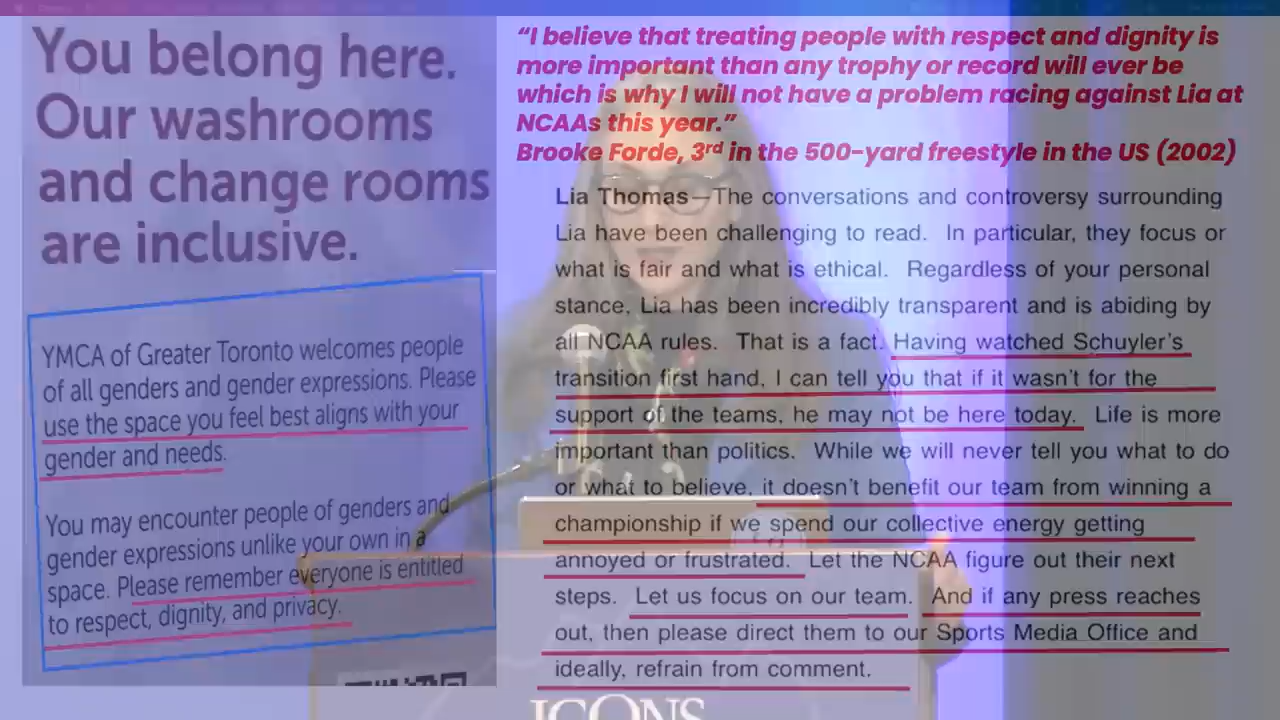 You belong here.
Our washrooms
and change rooms
are inclusive.
YMCA of Greater Toronto welcomes people
of all genders and gender expressions. Please
use the space you feel best aligns with your
gender and needs.
You may encounter people of genders and
gender expressions unlike your own in a
space. Please remember everyone is entitled
to respect, dignity, and privacy.
“I believe that treating people with respect and dignity is
more important than any trophy or record will ever be
which is why I will not have a problem racing against Lia at
NCAAs this year.”
Brooke Forde, 3rd in the 500-yard freestyle in the US (2002)
Lia Thomas—The conversations and controversy surrounding
Lia have been challenging to read. In particular, they focus or
what is fair and what is ethical. Regardless of your personal
stance, Lia has been incredibly transparent and is abiding by
all NCAA rules. That is a fact. Having watched Schuyler’s
transition first hand, I can tell you that if it wasn’t for the
support of the teams, he may not be here today. Life is more
important than politics. While we will never tell you what to do
or what to believe, it doesn’t benefit our team from winning a
championship if we spend our collective energy getting
annoyed or frustrated. Let the NCAA figure out their next
steps. Let us focus on our team. And if any press reaches
out, then please direct them to our Sports Media Office and
ideally, refrain from comment.
ICONS